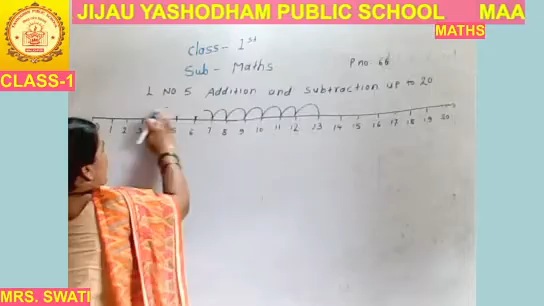 JIJAU YASHODHAM PUBLIC SCHOOL MAA
MATHS
CLASS-1
Class- 1st
Sub - Maths
P no 66
L NO 5 Addition and Subtraction up to 20
1 2 3 5 6 7 8 9 10 11 12 13 14 15 16 17 18 19 20
MRS. SWATI